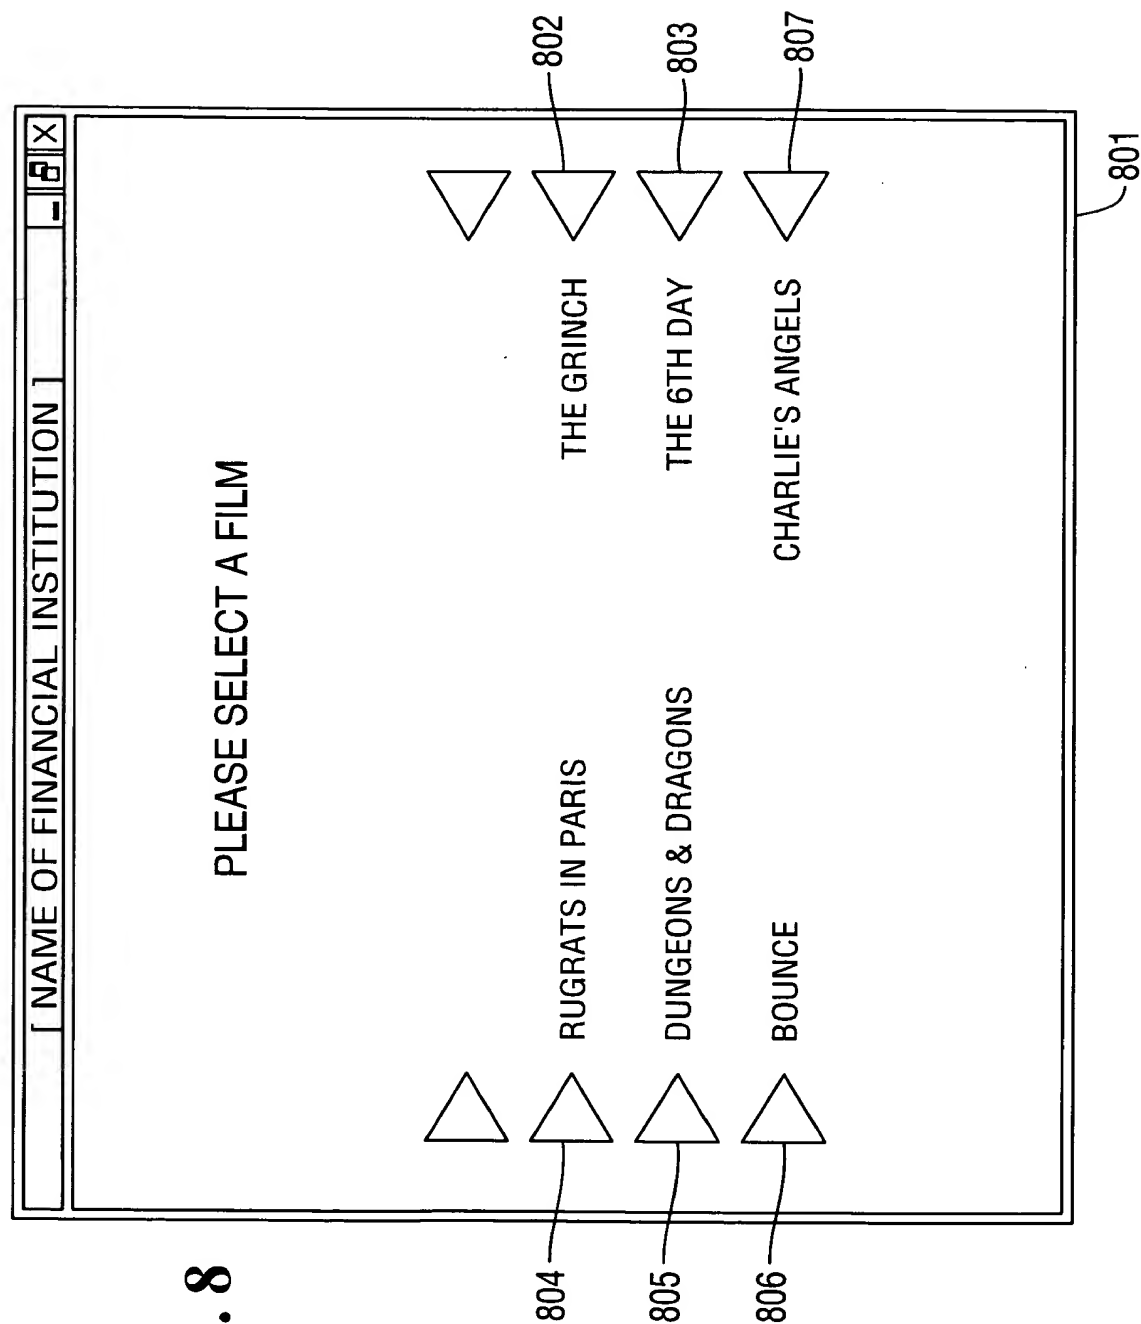 [ NAME OF FINANCIAL INSTITUTION ]
_ X
PLEASE SELECT A FILM
RUGRATS IN PARIS
THE GRINCH
DUNGEONS & DRAGONS
THE 6TH DAY
BOUNCE
CHARLIE'S ANGELS
804
802
805
803
806
807
801
. 8